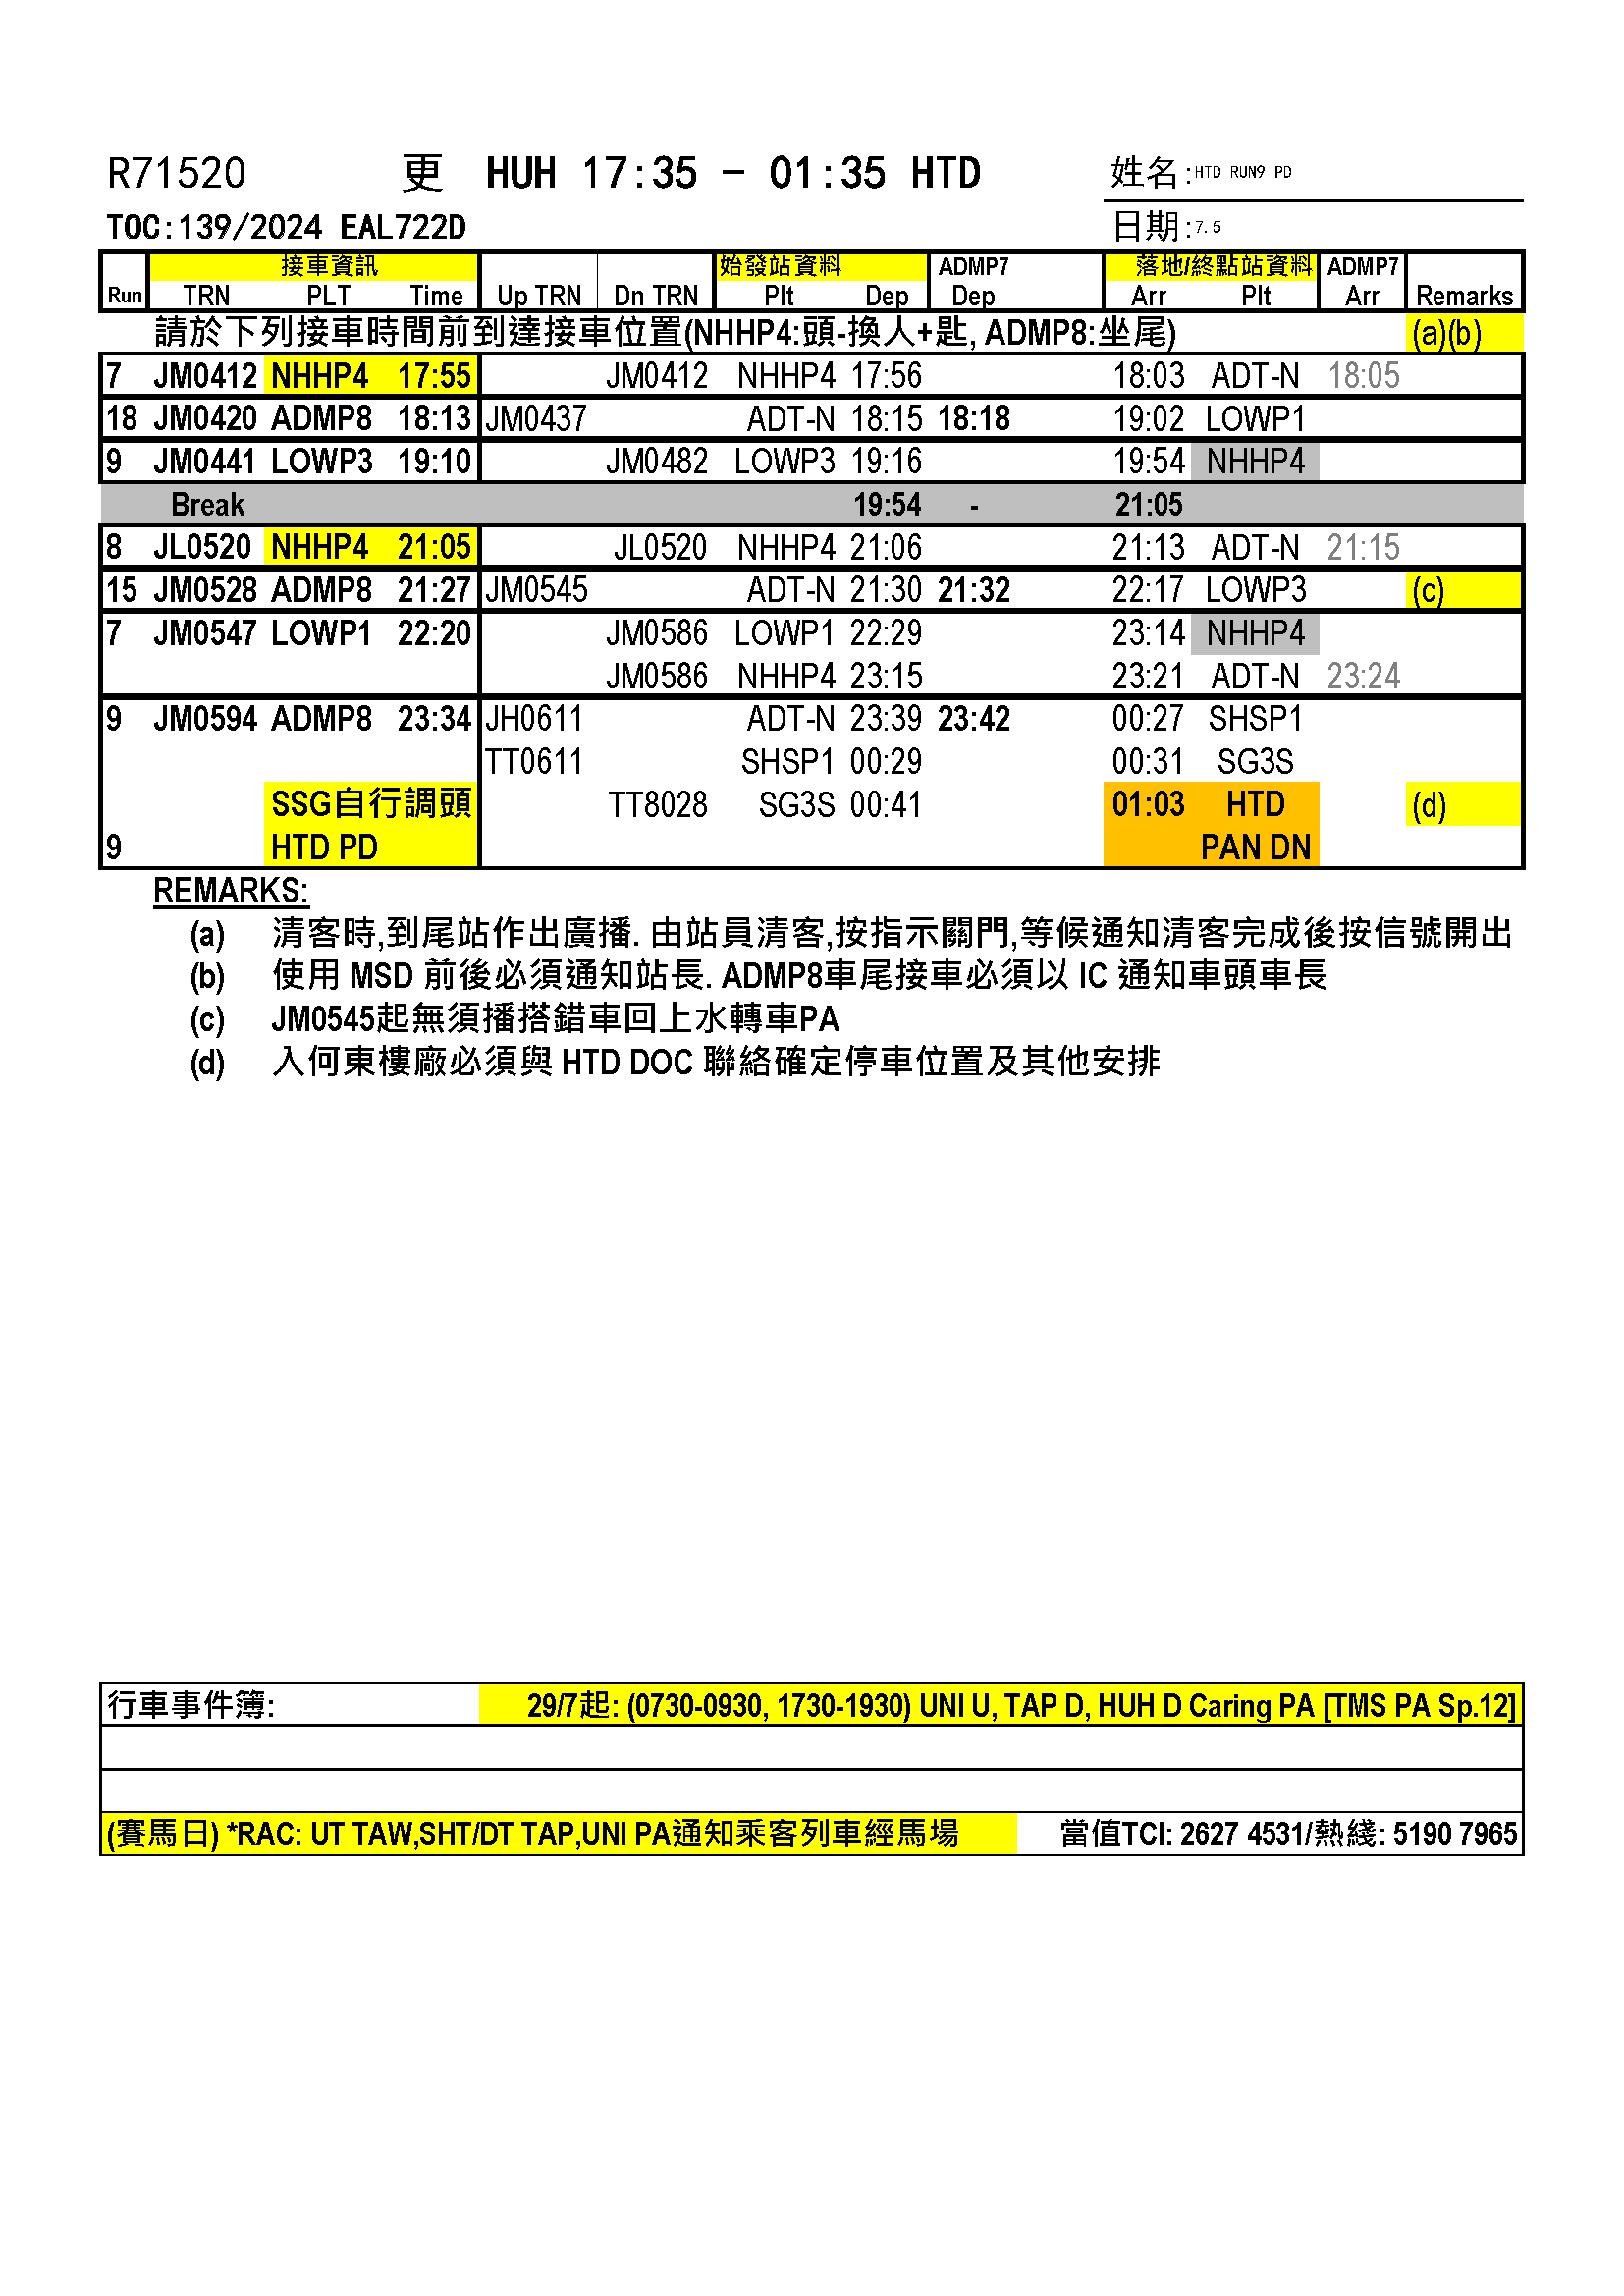 R71520 更 HUH 17:35 - 01:35 HTD 姓名:HTD RUN9 PD
TOC:139/2024 EAL722D 日期:7.5
接車資訊 始發站資料 ADMP7 落地/終點站資料 ADMP7
Run TRN PLT Time Up TRN Dn TRN Plt Dep Dep Arr Plt Arr Remarks
請於下列接車時間前到達接車位置(NHHP4:頭-換人+匙, ADMP8:坐尾) (a)(b)
7 JM0412 NHHP4 17:55 JM0412 NHHP4 17:56 18:03 ADT-N 18:05
18 JM0420 ADMP8 18:13 JM0437 ADT-N 18:15 18:18 19:02 LOWP1
9 JM0441 LOWP3 19:10 JM0482 LOWP3 19:16 19:54 NHHP4
Break 19:54 - 21:05
8 JL0520 NHHP4 21:05 JL0520 NHHP4 21:06 21:13 ADT-N 21:15
15 JM0528 ADMP8 21:27 JM0545 ADT-N 21:30 21:32 22:17 LOWP3 (c)
7 JM0547 LOWP1 22:20 JM0586 LOWP1 22:29 23:14 NHHP4
JM0586 NHHP4 23:15 23:21 ADT-N 23:24
9 JM0594 ADMP8 23:34 JH0611 ADT-N 23:39 23:42 00:27 SHSP1
TT0611 SHSP1 00:29 00:31 SG3S
SSG自行調頭 TT8028 SG3S 00:41 01:03 HTD (d)
9 HTD PD PAN DN
REMARKS:
(a) 清客時,到尾站作出廣播. 由站員清客,按指示關門,等候通知清客完成後按信號開出
(b) 使用 MSD 前後必須通知站長. ADMP8車尾接車必須以 IC 通知車頭車長
(c) JM0545起無須播搭錯車回上水轉車PA
(d) 入何東樓廠必須與 HTD DOC 聯絡確定停車位置及其他安排
行車事件簿: 29/7起: (0730-0930, 1730-1930) UNI U, TAP D, HUH D Caring PA [TMS PA Sp.12]
(賽馬日) *RAC: UT TAW,SHT/DT TAP,UNI PA通知乘客列車經馬場 當值TCI: 2627 4531/熱綫: 5190 7965